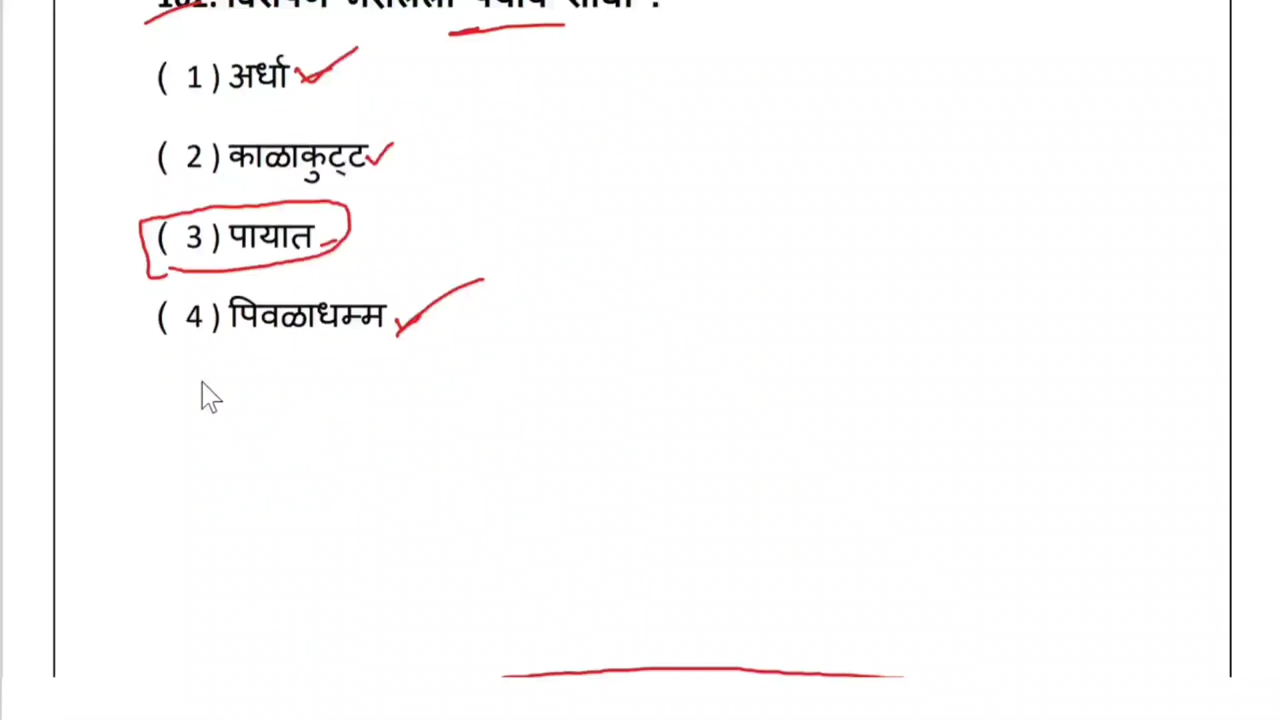 ( 1 ) अर्धा
( 2 ) काळाकुट्ट
( 3 ) पायात
( 4 ) पिवळाधम्म